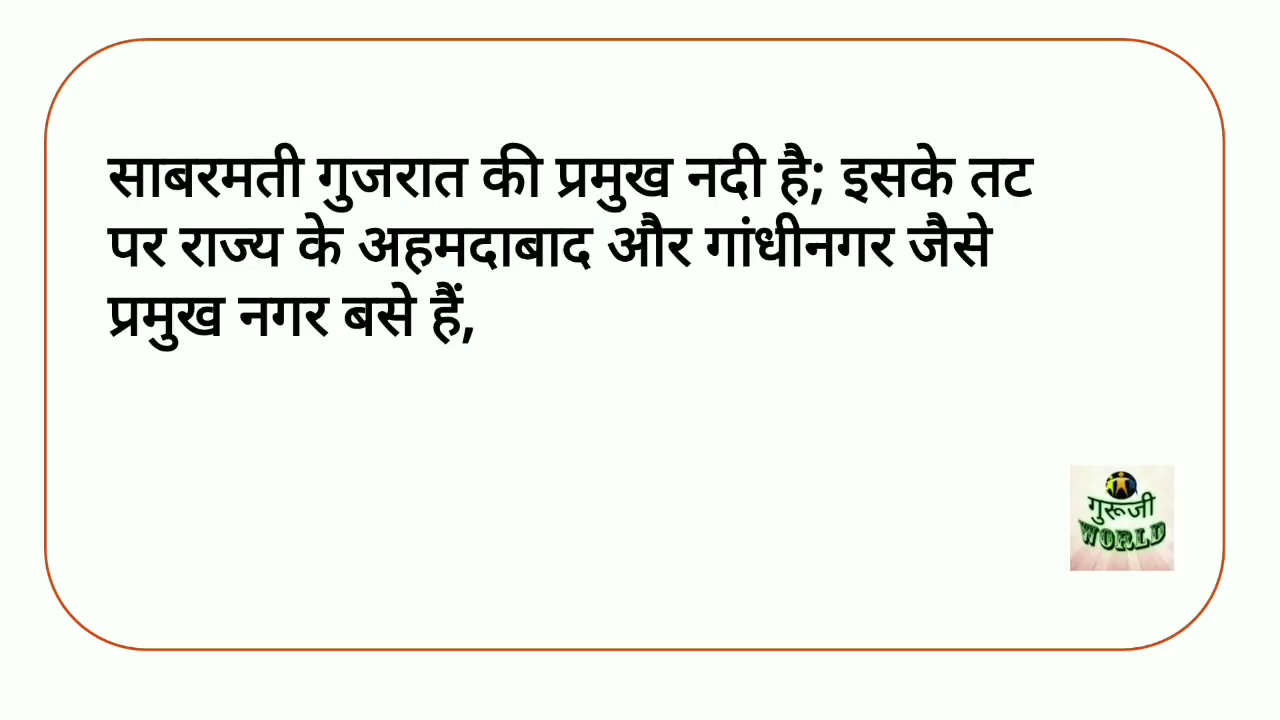 साबरमती गुजरात की प्रमुख नदी है; इसके तट
पर राज्य के अहमदाबाद और गांधीनगर जैसे
प्रमुख नगर बसे हैं,
गुरूजी
WORLD